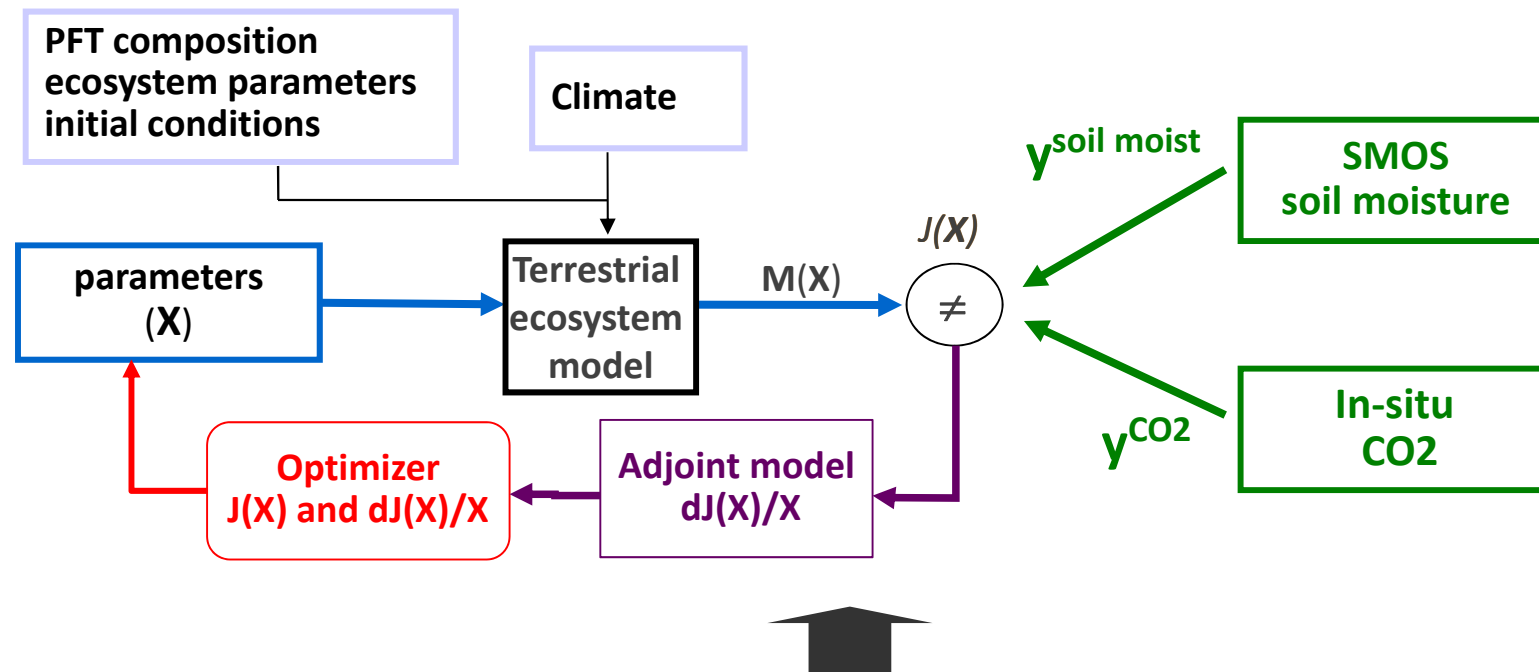 PFT composition
ecosystem parameters
initial conditions
Climate
parameters
(X)
Terrestrial
ecosystem
model
M(X)
J(X)
≠
y^soil moist
SMOS
soil moisture
y^CO2
In-situ
CO2
Optimizer
J(X) and dJ(X)/X
Adjoint model
dJ(X)/X